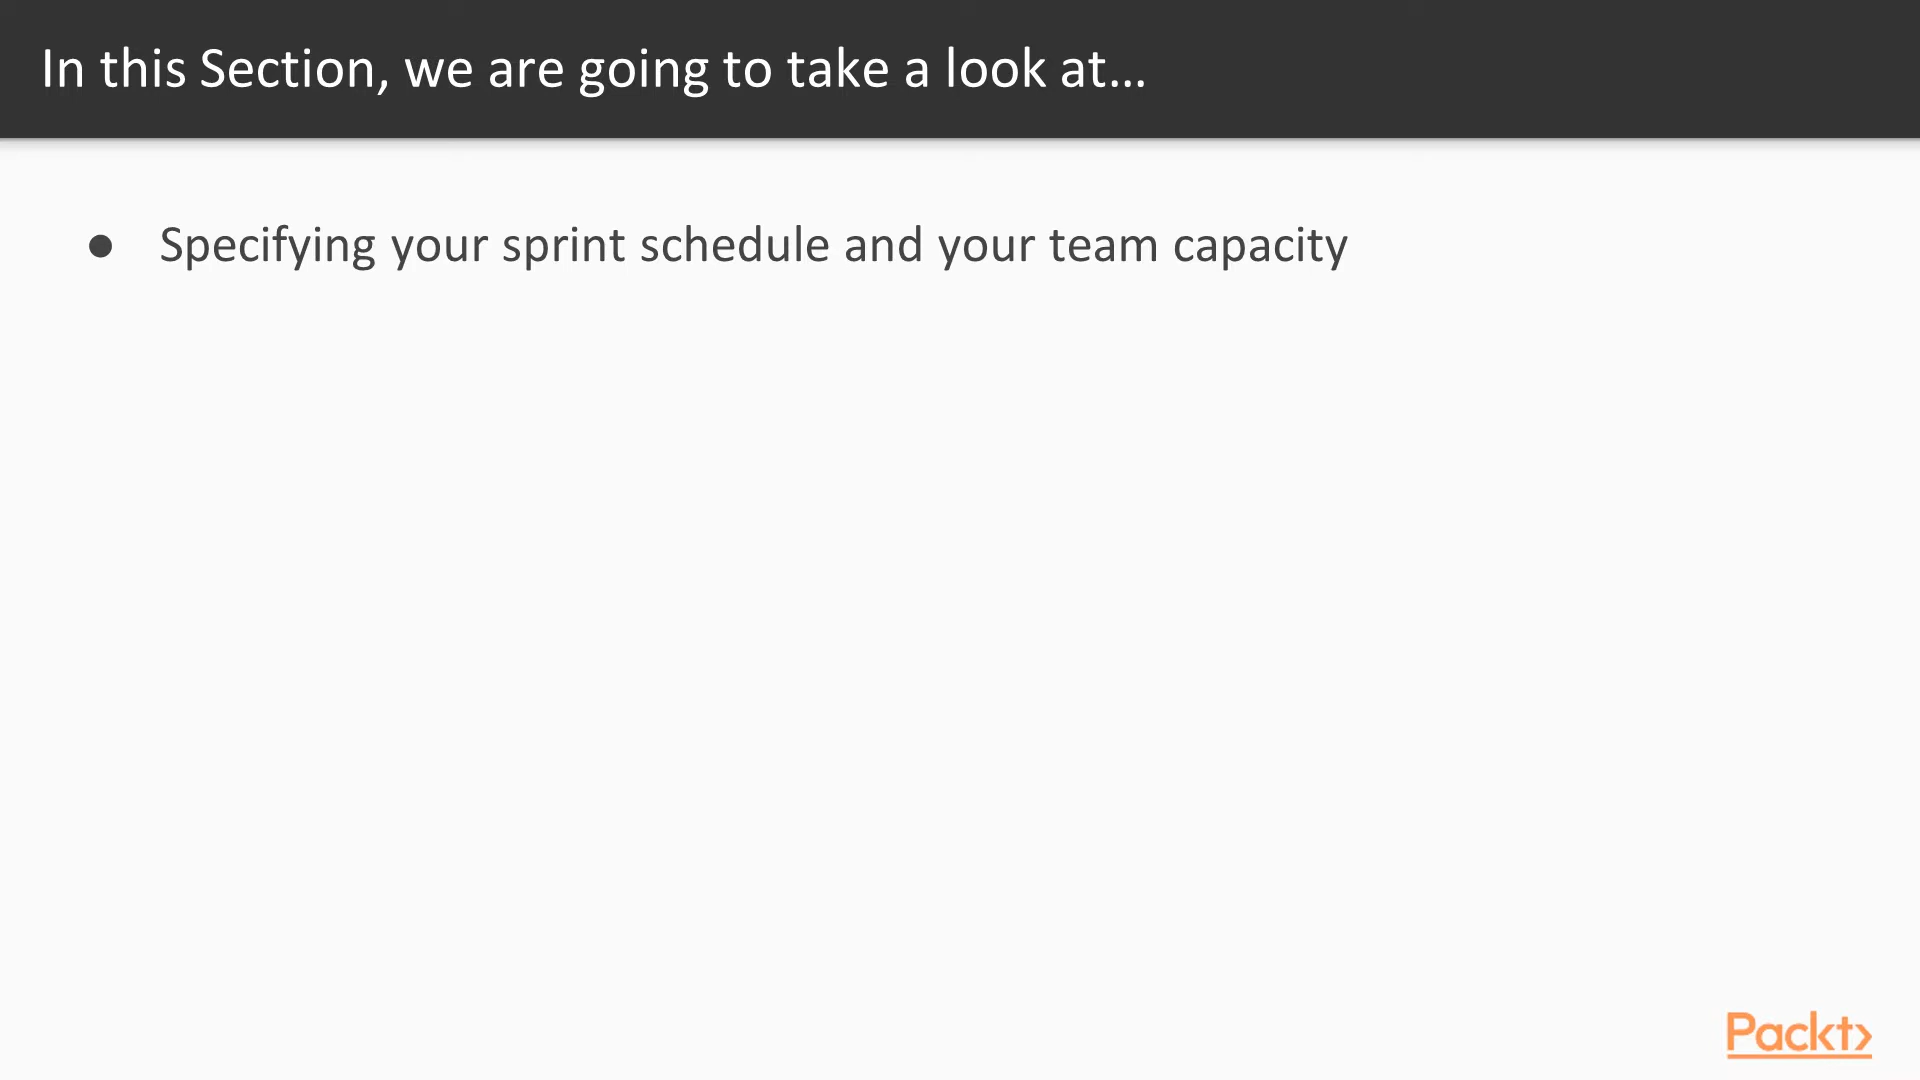 In this Section, we are going to take a look at...
● Specifying your sprint schedule and your team capacity
Packt>